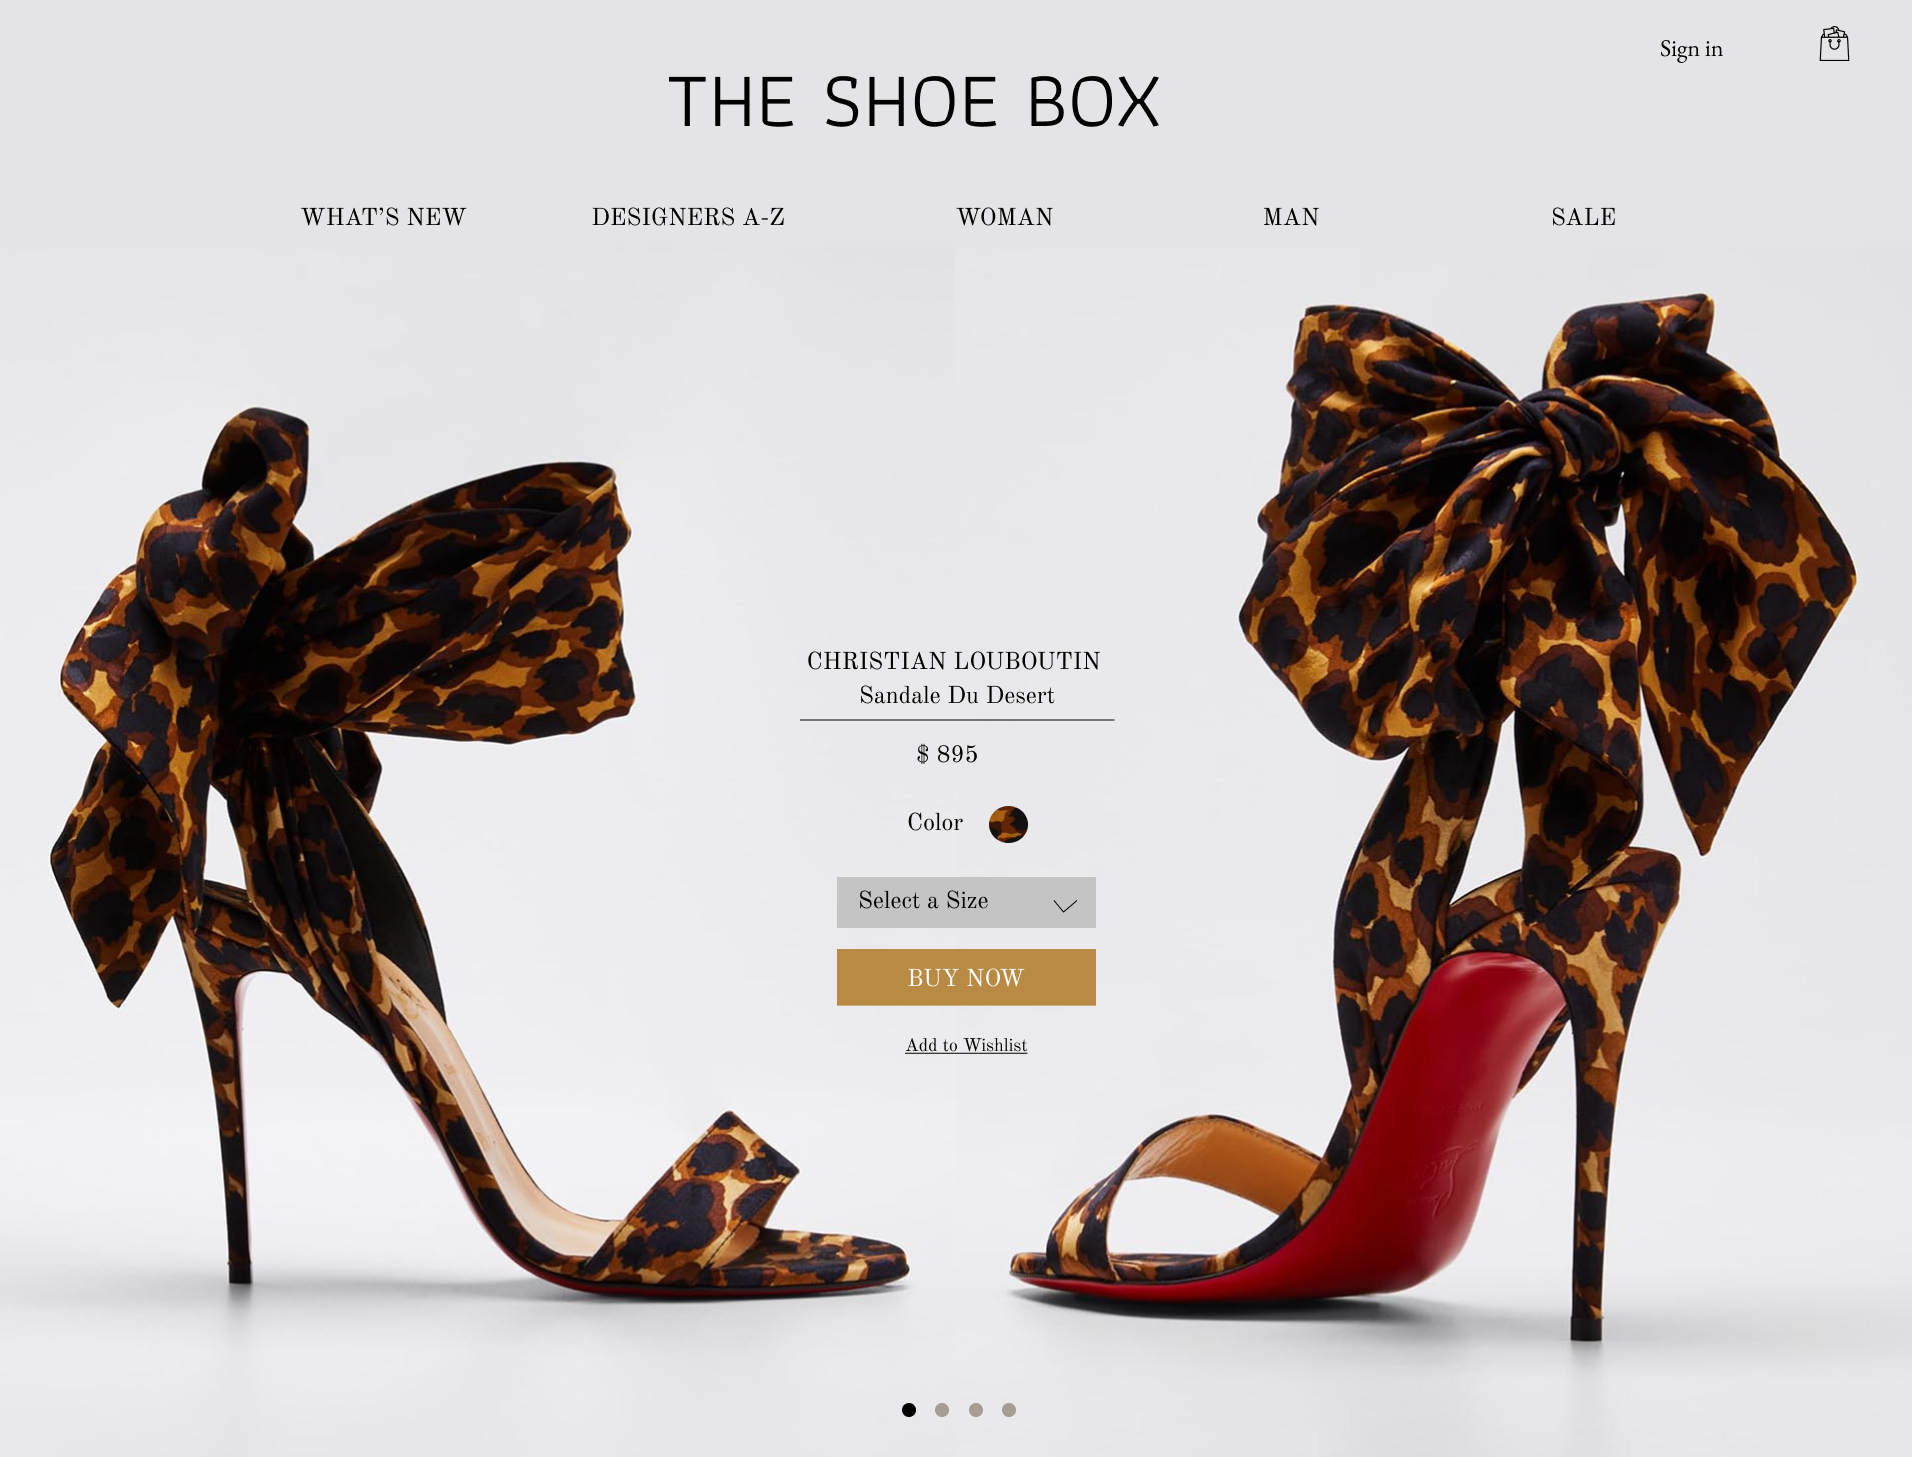 Sign in
THE SHOE BOX
WHAT'S NEW
DESIGNERS A-Z
WOMAN
MAN
SALE
CHRISTIAN LOUBOUTIN
Sandale Du Desert
$ 895
Color
Select a Size
BUY NOW
Add to Wishlist